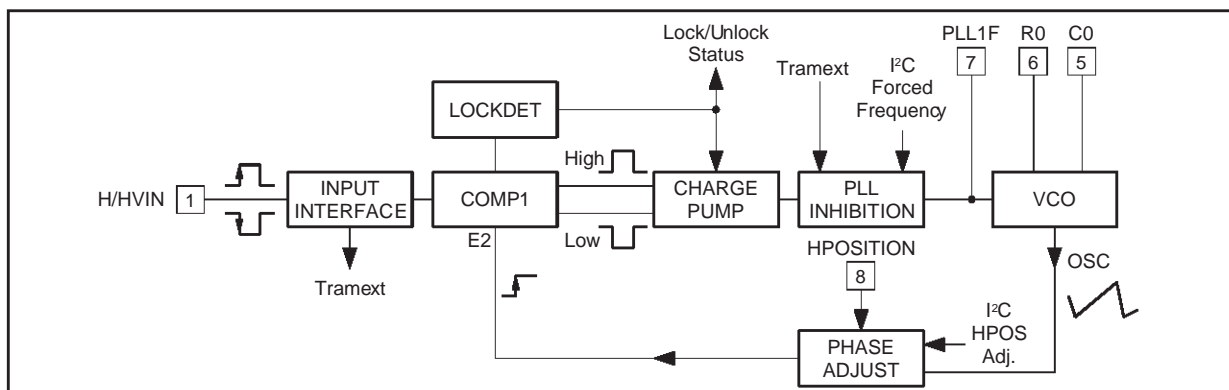 Lock/Unlock
Status
PLL1F
R0
C0
7
6
5
Tramext
I²C
Forced
Frequency
LOCKDET
High
H/HVIN
1
INPUT
INTERFACE
COMP1
CHARGE
PUMP
PLL
INHIBITION
VCO
E2
Low
HPOSITION
8
OSC
Tramext
I²C
HPOS
Adj.
PHASE
ADJUST